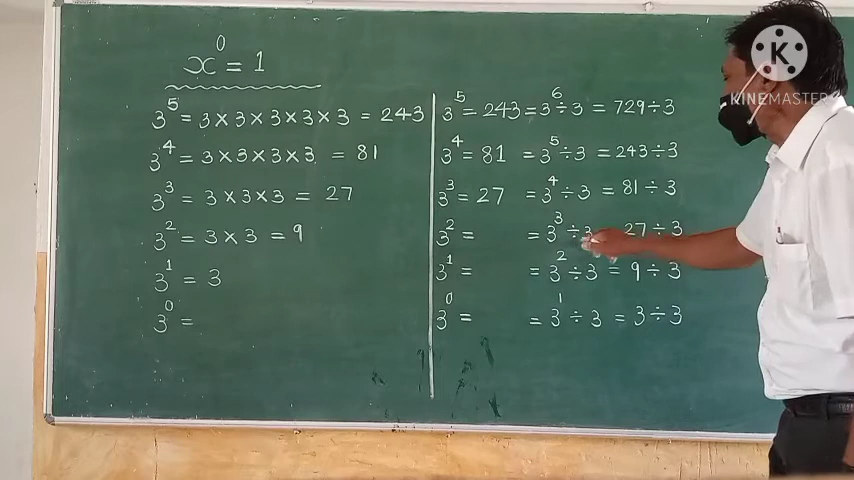 x⁰ = 1
3⁵ = 3 × 3 × 3 × 3 × 3 = 243
3⁴ = 3 × 3 × 3 × 3 = 81
3³ = 3 × 3 × 3 = 27
3² = 3 × 3 = 9
3¹ = 3
3⁰ =
3⁵ = 243 = 3⁶ ÷ 3 = 729 ÷ 3
3⁴ = 81 = 3⁵ ÷ 3 = 243 ÷ 3
3³ = 27 = 3⁴ ÷ 3 = 81 ÷ 3
3² = = 3³ ÷ 3 27 ÷ 3
3¹ = = 3² ÷ 3 = 9 ÷ 3
3⁰ = = 3¹ ÷ 3 = 3 ÷ 3
K
KINEMASTER